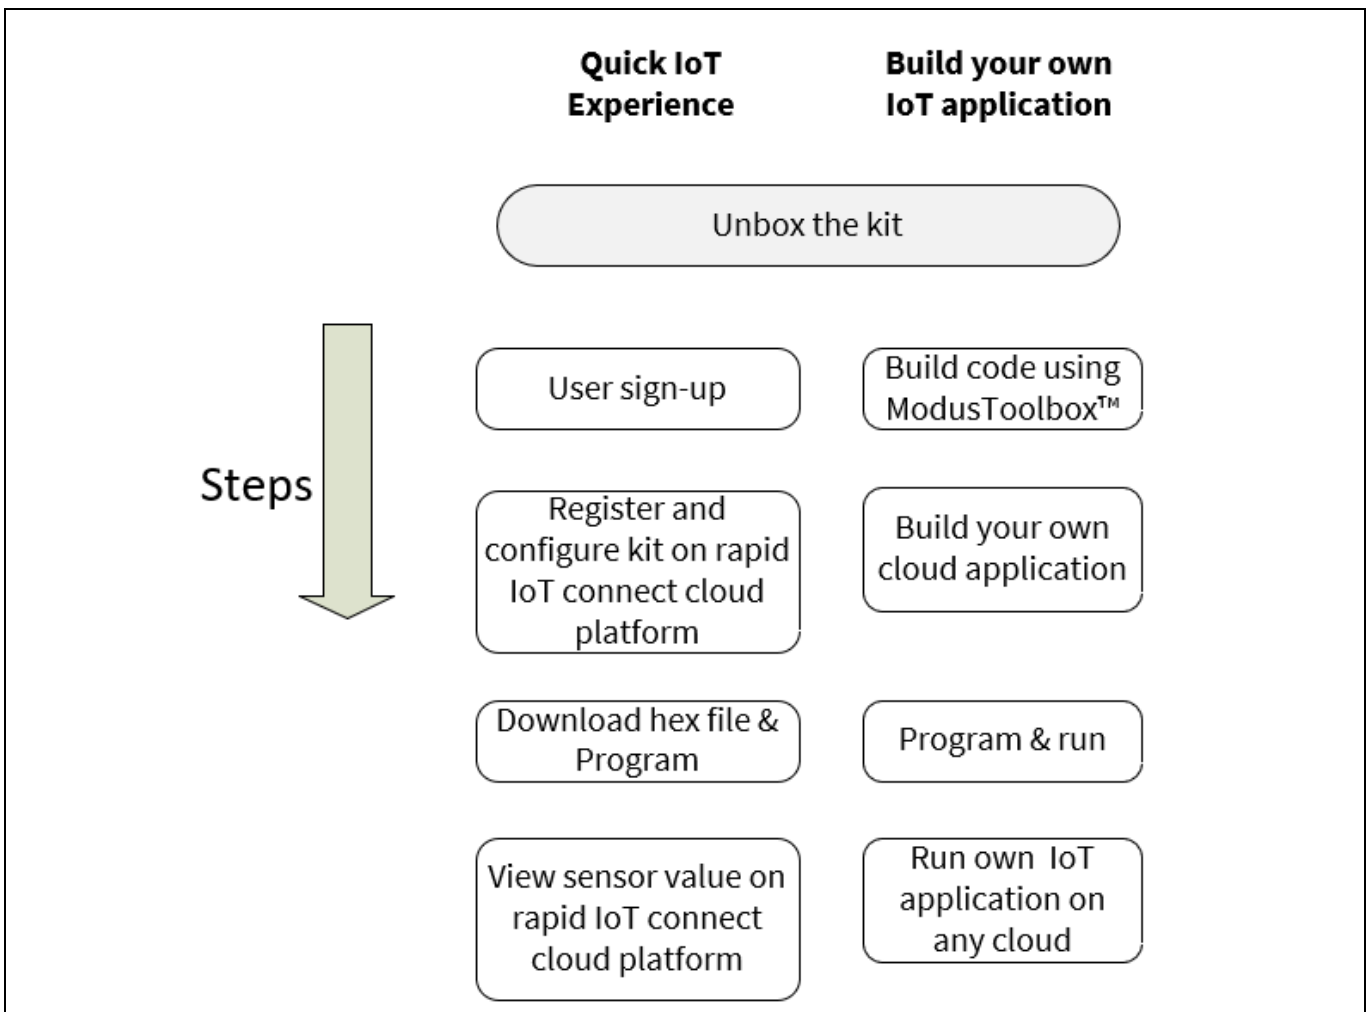 Quick IoT
Experience
Build your own
IoT application
Unbox the kit
Steps
User sign-up
Build code using
ModusToolbox™
Register and
configure kit on rapid
IoT connect cloud
platform
Build your own
cloud application
Download hex file &
Program
Program & run
View sensor value on
rapid IoT connect
cloud platform
Run own IoT
application on
any cloud